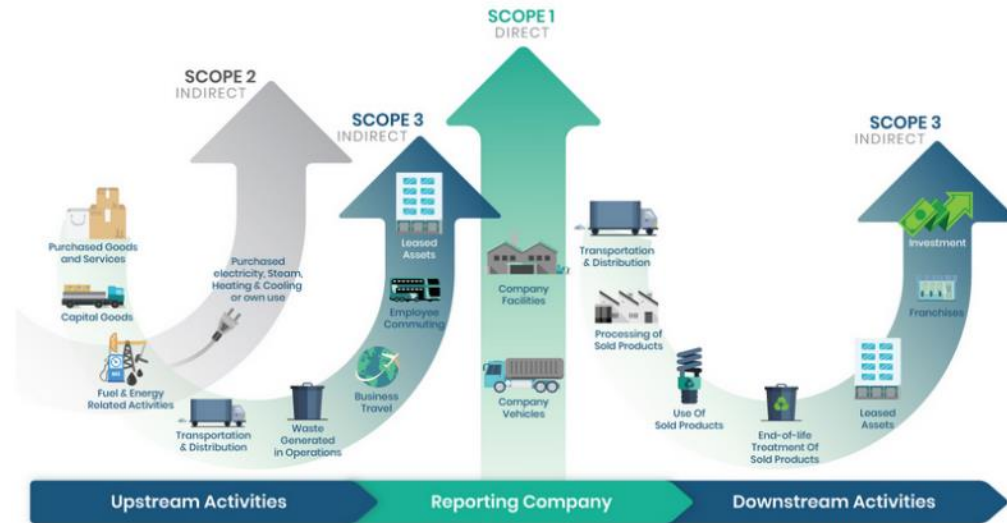 SCOPE 1
DIRECT
SCOPE 2
INDIRECT
SCOPE 3
INDIRECT
SCOPE 3
INDIRECT
Purchased Goods
and Services
Capital Goods
Fuel & Energy
Related Activities
Purchased
electricity, Steam,
Heating & Cooling
or own use
Transportation
& Distribution
Waste
Generated
in Operations
Business
Travel
Employee
Commuting
Leased
Assets
Company
Facilities
Company
Vehicles
Transportation
& Distribution
Processing of
Sold Products
Use Of
Sold Products
End-of-life
Treatment Of
Sold Products
Leased
Assets
Franchises
Investment
Upstream Activities
Reporting Company
Downstream Activities